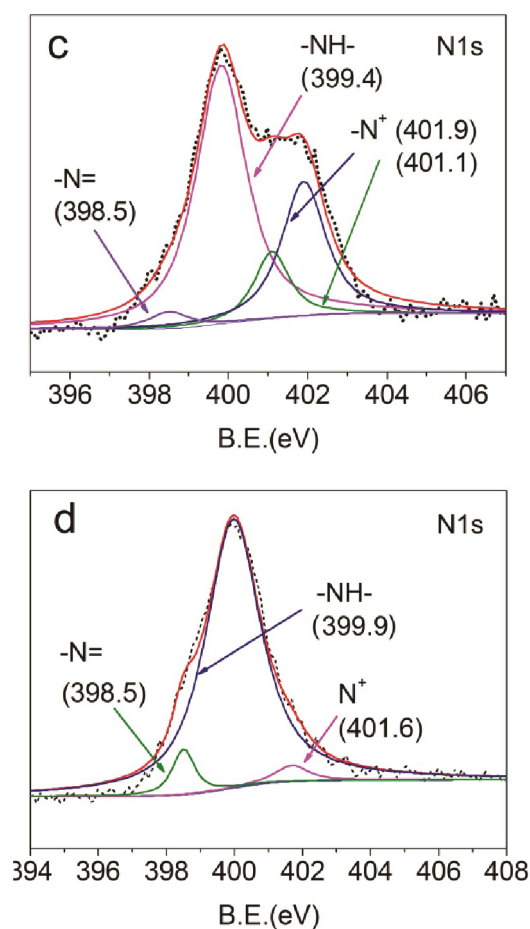 c
N1s
-NH-
(399.4)
-N⁺ (401.9)
(401.1)
-N=
(398.5)
396 398 400 402 404 406
B.E.(eV)
d
N1s
-NH-
(399.9)
-N=
(398.5)
N⁺
(401.6)
394 396 398 400 402 404 406 408
B.E.(eV)